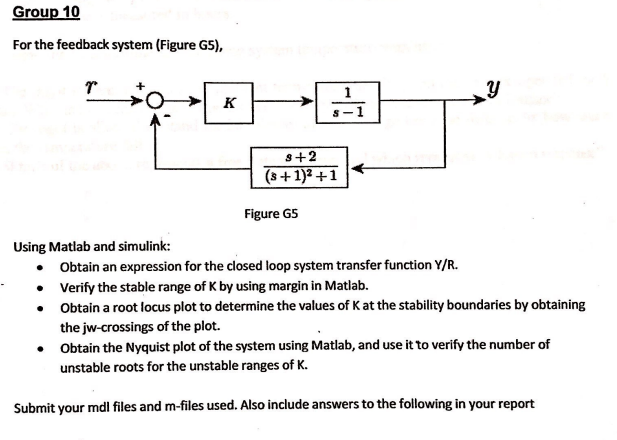 Group 10
For the feedback system (Figure G5),
r
+
-
K
1
s-1
y
s+2
(s+1)²+1
Figure G5
Using Matlab and simulink:
• Obtain an expression for the closed loop system transfer function Y/R.
• Verify the stable range of K by using margin in Matlab.
• Obtain a root locus plot to determine the values of K at the stability boundaries by obtaining
the jw-crossings of the plot.
• Obtain the Nyquist plot of the system using Matlab, and use it to verify the number of
unstable roots for the unstable ranges of K.
Submit your mdl files and m-files used. Also include answers to the following in your report